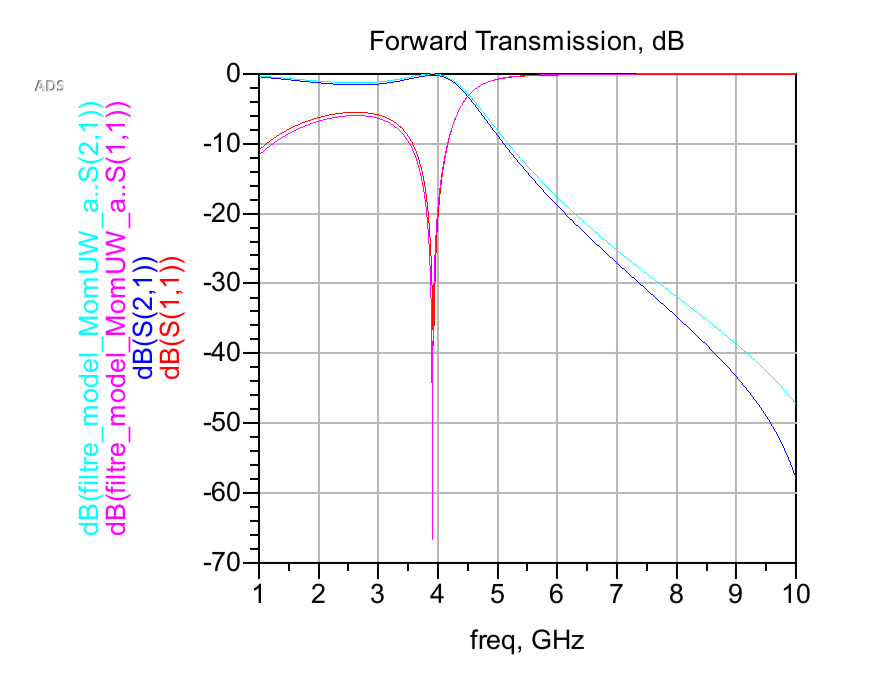 Forward Transmission, dB
ADS
dB(filtre_model_MomUW_a..S(2,1))
dB(filtre_model_MomUW_a..S(1,1))
dB(S(2,1))
dB(S(1,1))
0
-10
-20
-30
-40
-50
-60
-70
1 2 3 4 5 6 7 8 9 10
freq, GHz